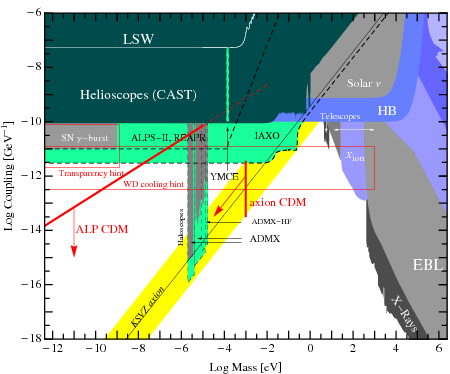 −6
−8
−10
−12
−14
−16
−18
Log Coupling [GeV⁻¹]
LSW
Helioscopes (CAST)
Solar ν
HB
Telescopes
SN γ−burst
ALPS−II, REAPR
IAXO
x_ion
Transparency hint
WD cooling hint
YMCE
axion CDM
Haloscopes
ADMX−HF
ADMX
ALP CDM
EBL
X−Rays
KSVZ axion
−12
−10
−8
−6
−4
−2
0
2
4
6
Log Mass [eV]